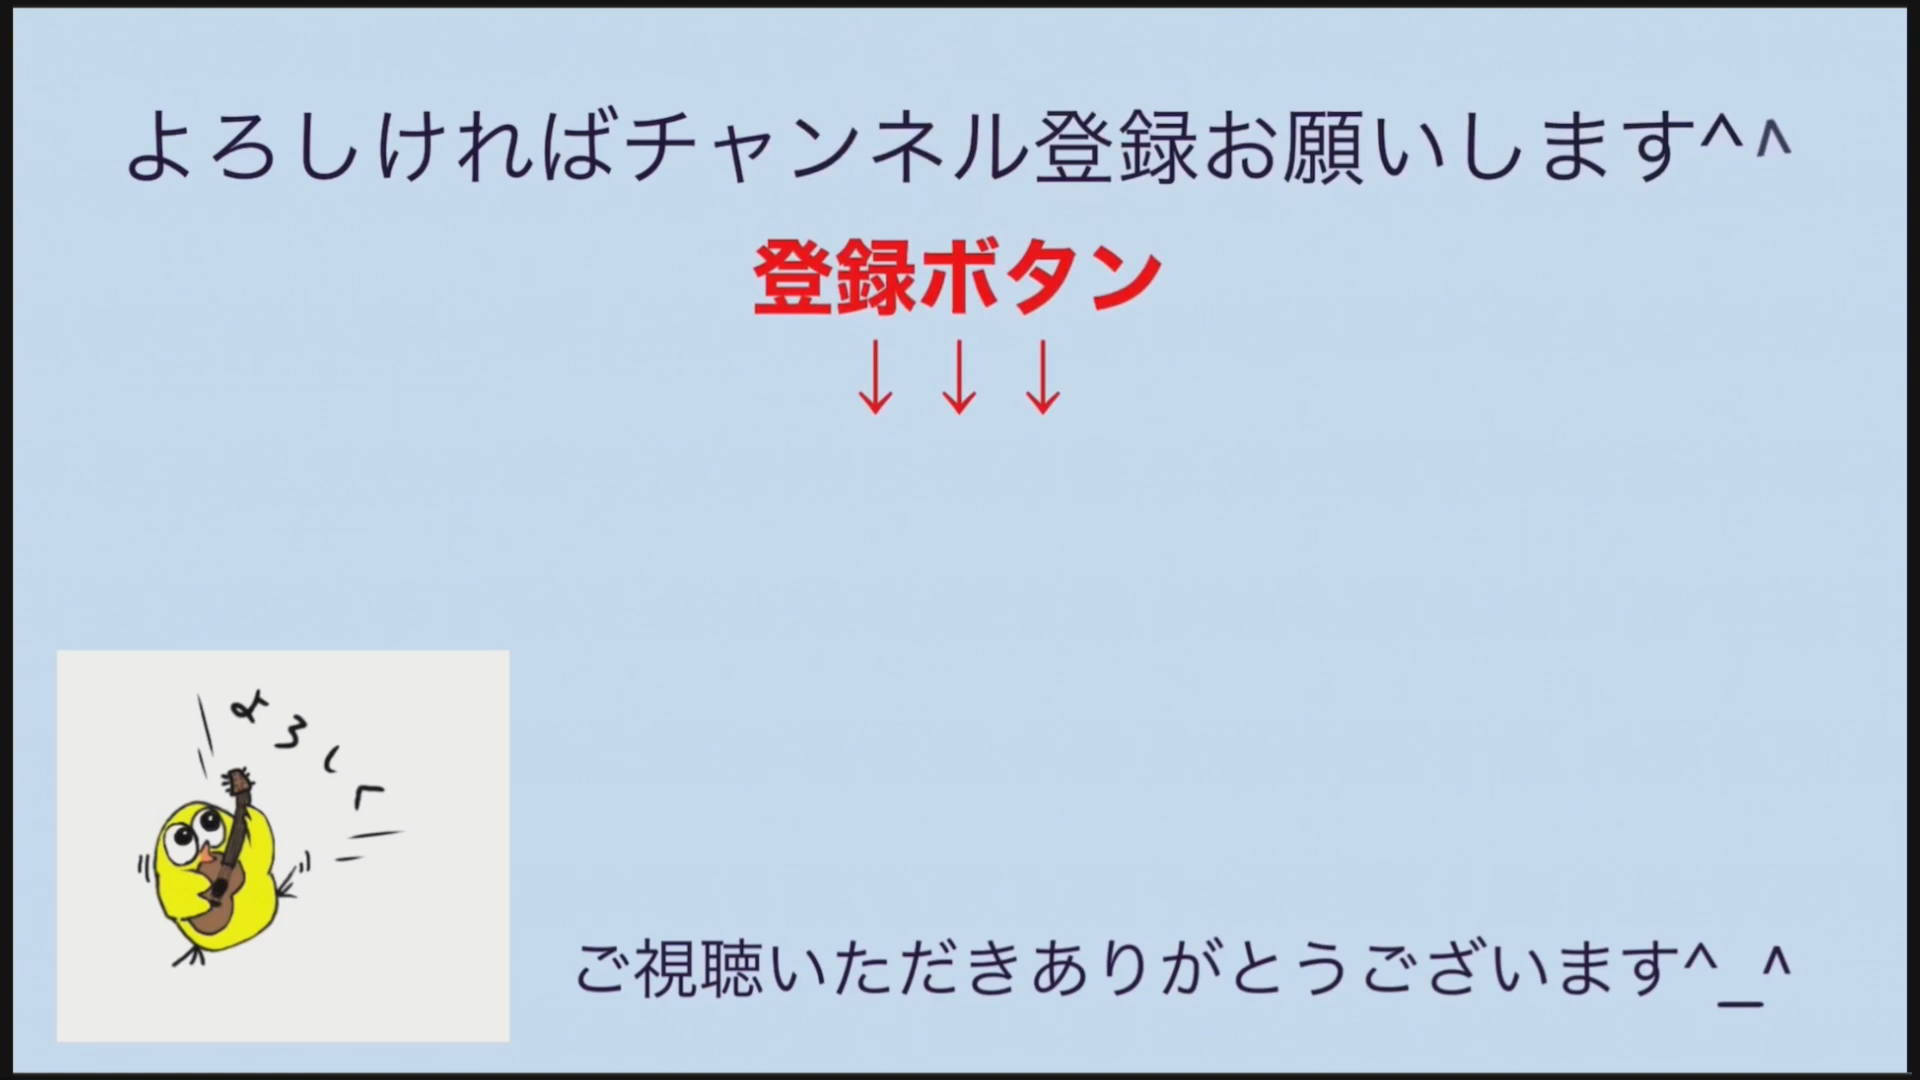 よろしければチャンネル登録お願いします^^
登録ボタン
↓ ↓ ↓
よろしく
ご視聴いただきありがとうございます^_^